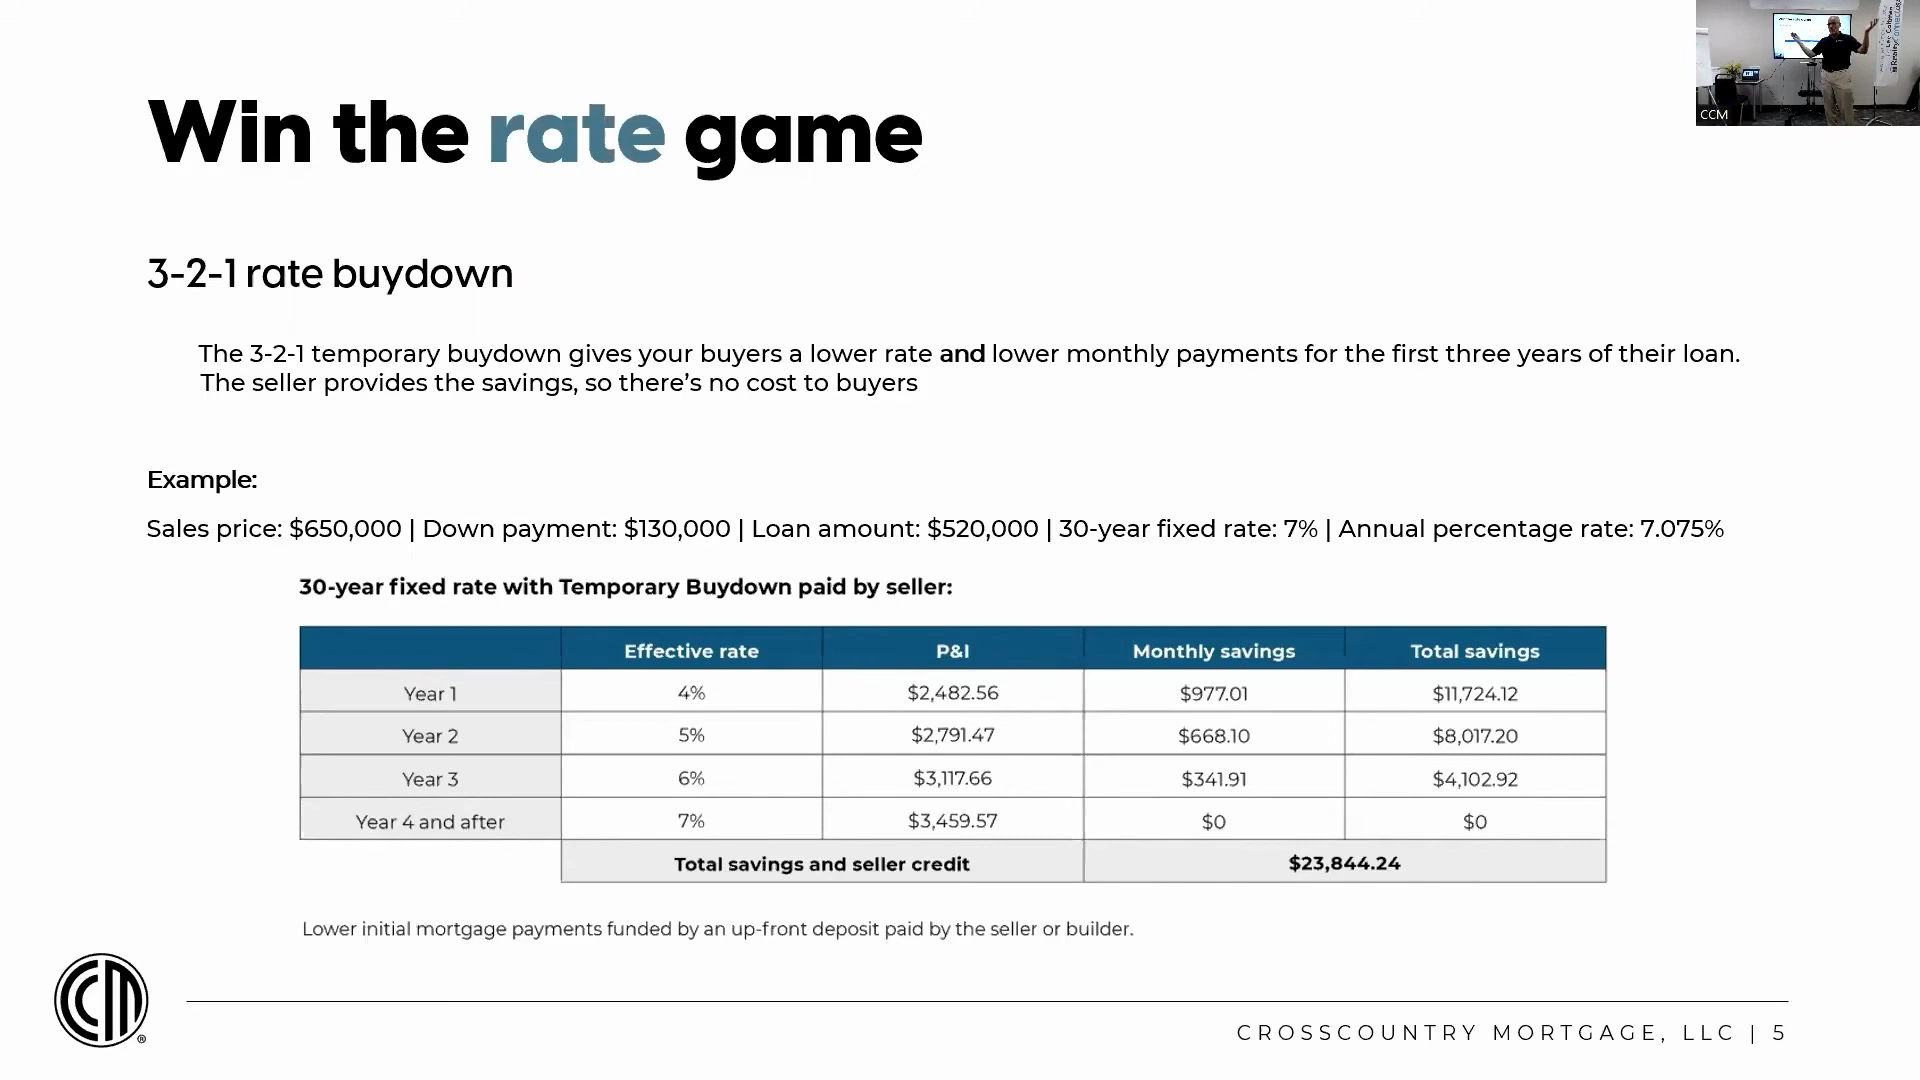 Win the rate game
CCM
3-2-1 rate buydown
The 3-2-1 temporary buydown gives your buyers a lower rate and lower monthly payments for the first three years of their loan.
The seller provides the savings, so there's no cost to buyers
Example:
Sales price: $650,000 | Down payment: $130,000 | Loan amount: $520,000 | 30-year fixed rate: 7% | Annual percentage rate: 7.075%
30-year fixed rate with Temporary Buydown paid by seller:
Effective rate P&I Monthly savings Total savings
Year 1 4% $2,482.56 $977.01 $11,724.12
Year 2 5% $2,791.47 $668.10 $8,017.20
Year 3 6% $3,117.66 $341.91 $4,102.92
Year 4 and after 7% $3,459.57 $0 $0
Total savings and seller credit $23,844.24
Lower initial mortgage payments funded by an up-front deposit paid by the seller or builder.
CCM®
CROSSCOUNTRY MORTGAGE, LLC | 5